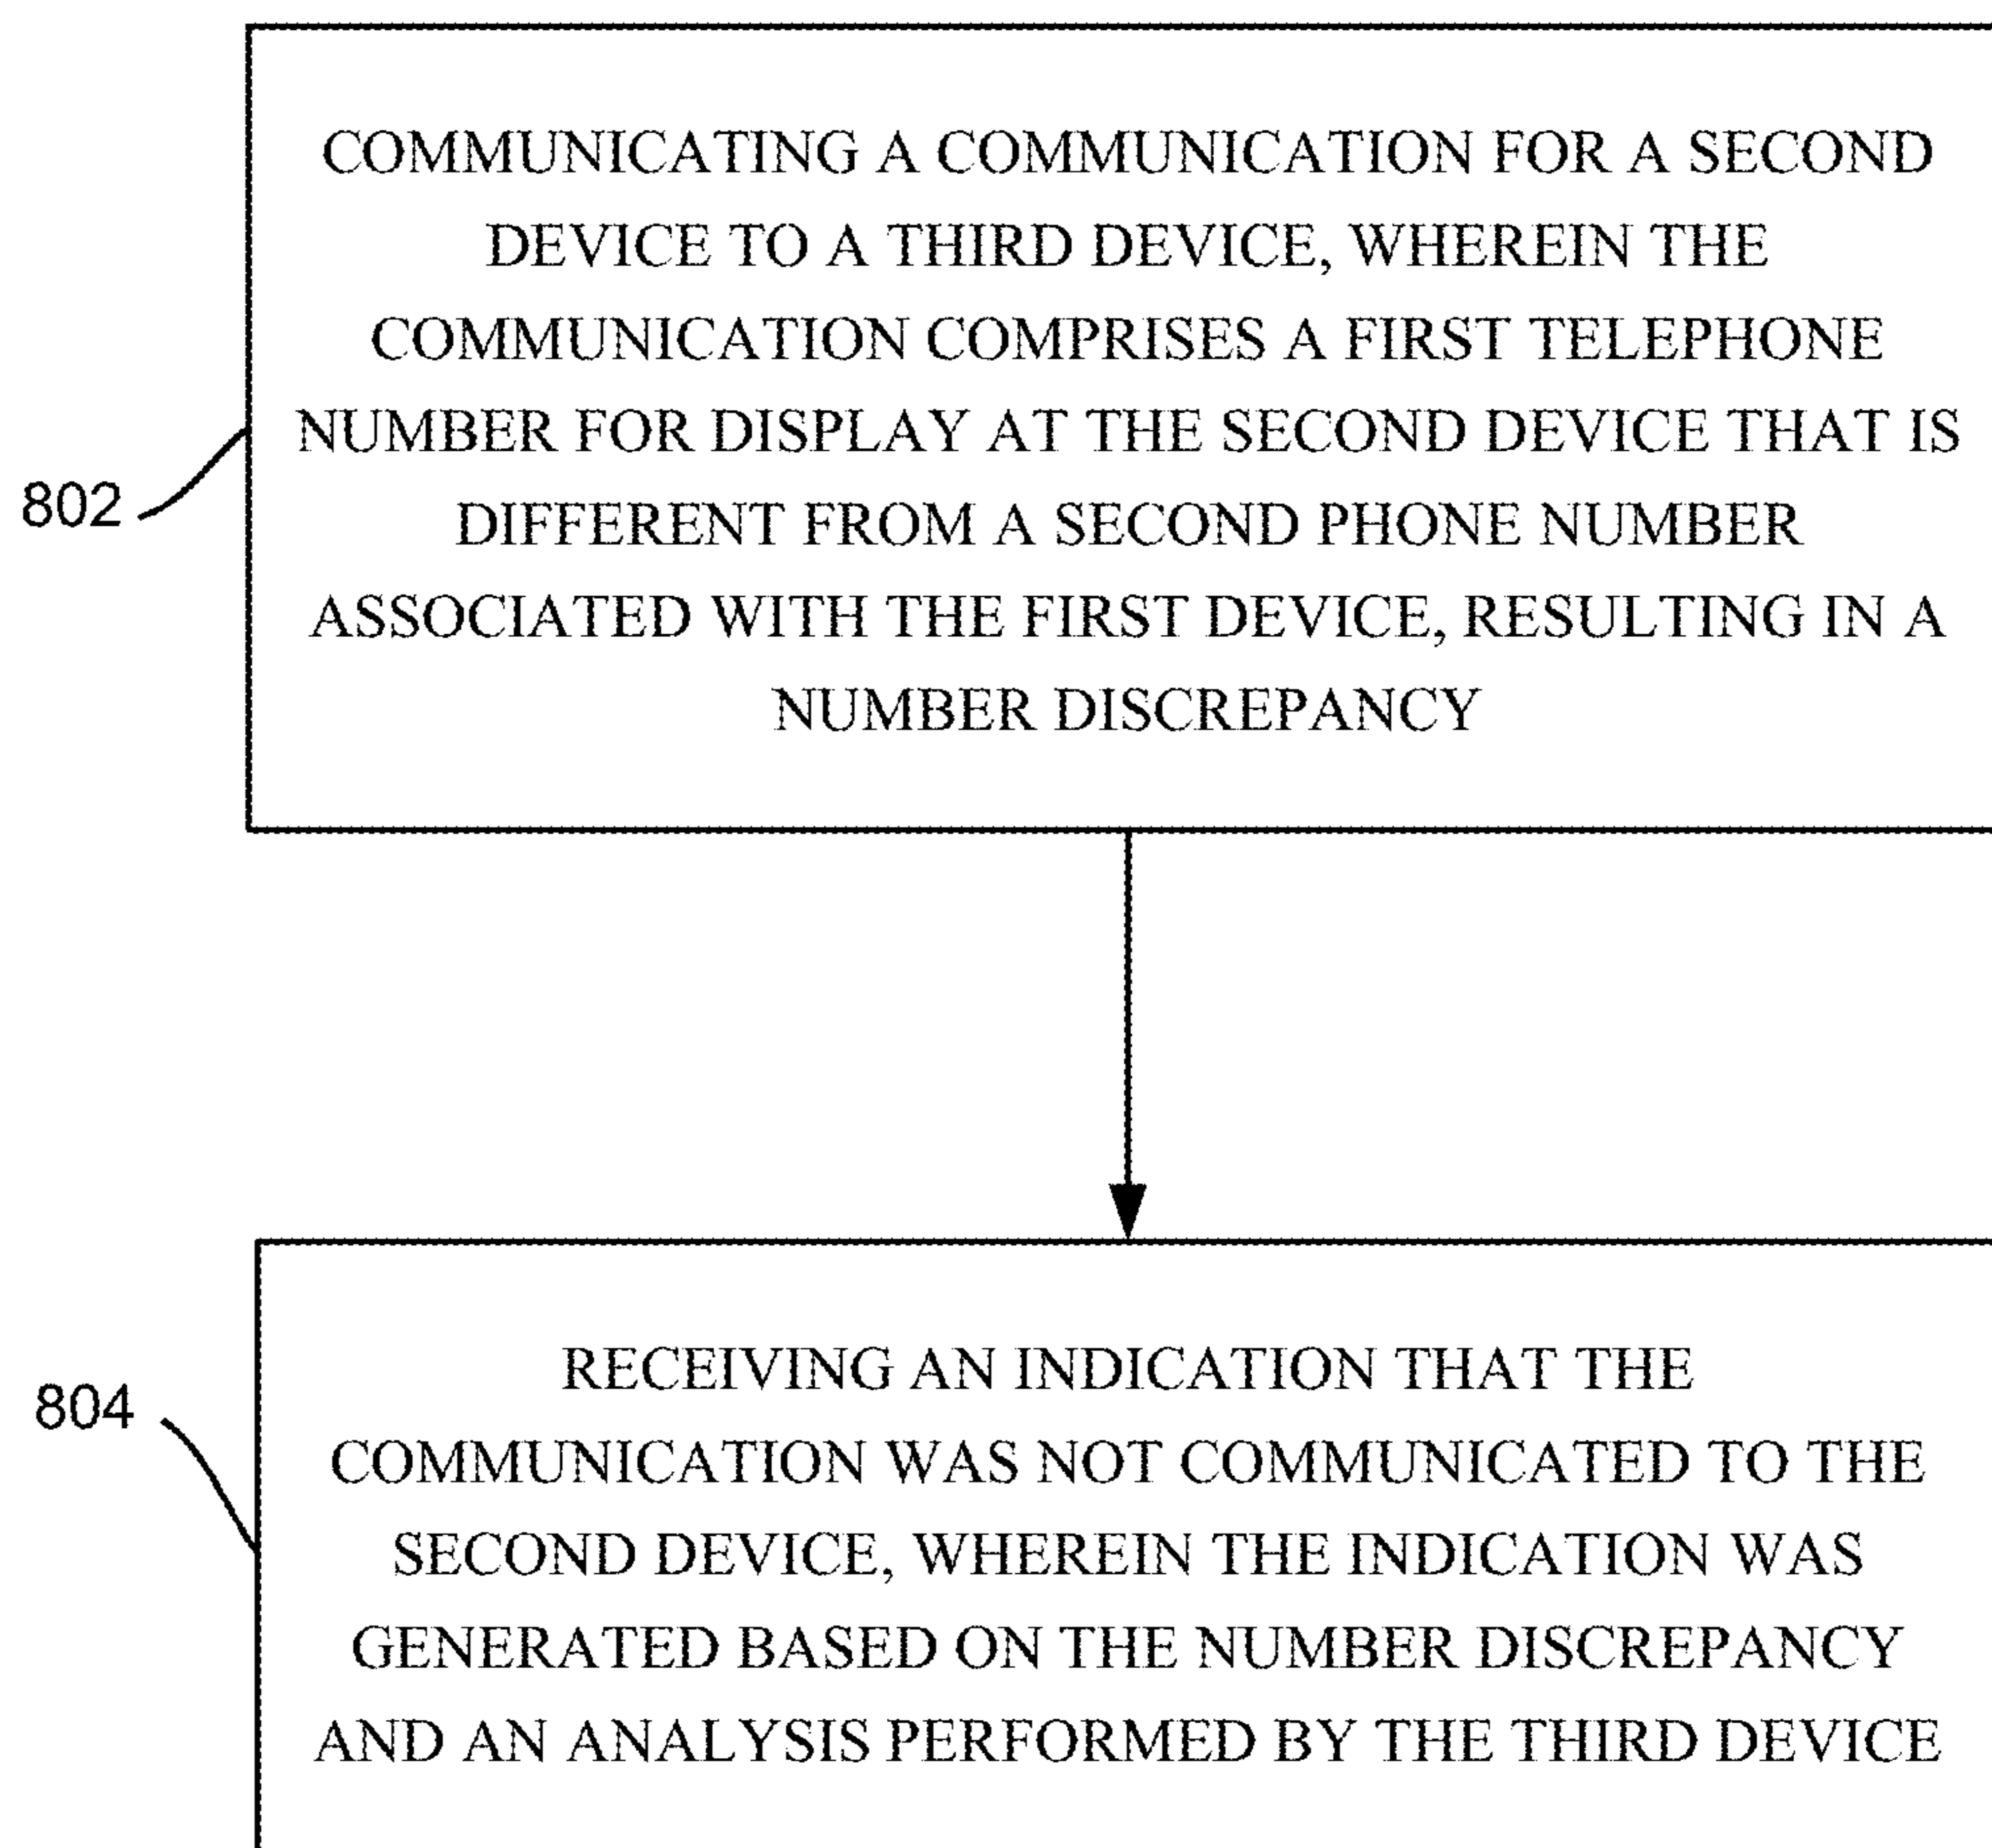 COMMUNICATING A COMMUNICATION FOR A SECOND
DEVICE TO A THIRD DEVICE, WHEREIN THE
COMMUNICATION COMPRISES A FIRST TELEPHONE
NUMBER FOR DISPLAY AT THE SECOND DEVICE THAT IS
DIFFERENT FROM A SECOND PHONE NUMBER
ASSOCIATED WITH THE FIRST DEVICE, RESULTING IN A
NUMBER DISCREPANCY
802
RECEIVING AN INDICATION THAT THE
COMMUNICATION WAS NOT COMMUNICATED TO THE
SECOND DEVICE, WHEREIN THE INDICATION WAS
GENERATED BASED ON THE NUMBER DISCREPANCY
AND AN ANALYSIS PERFORMED BY THE THIRD DEVICE
804